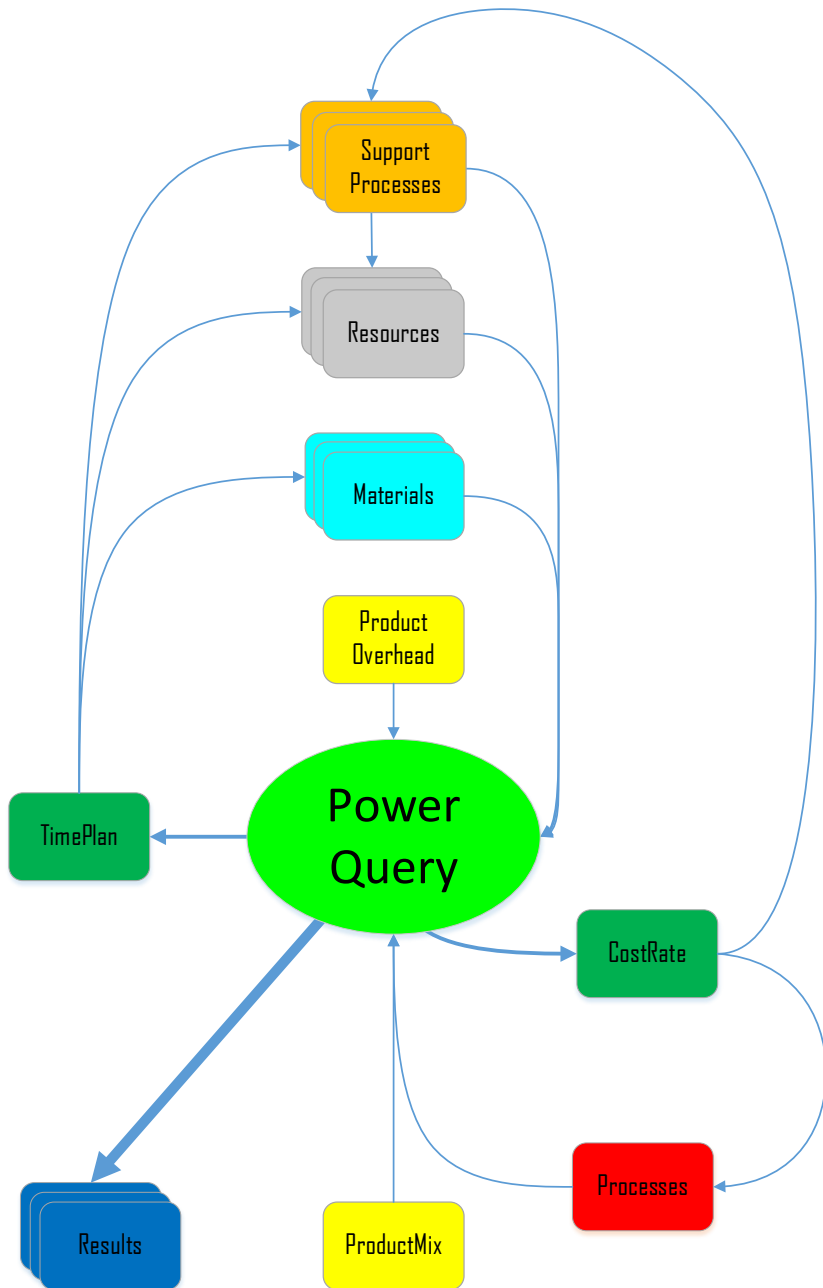 Support
Processes
Resources
Materials
Product
Overhead
Power
Query
TimePlan
CostRate
Processes
Results
ProductMix